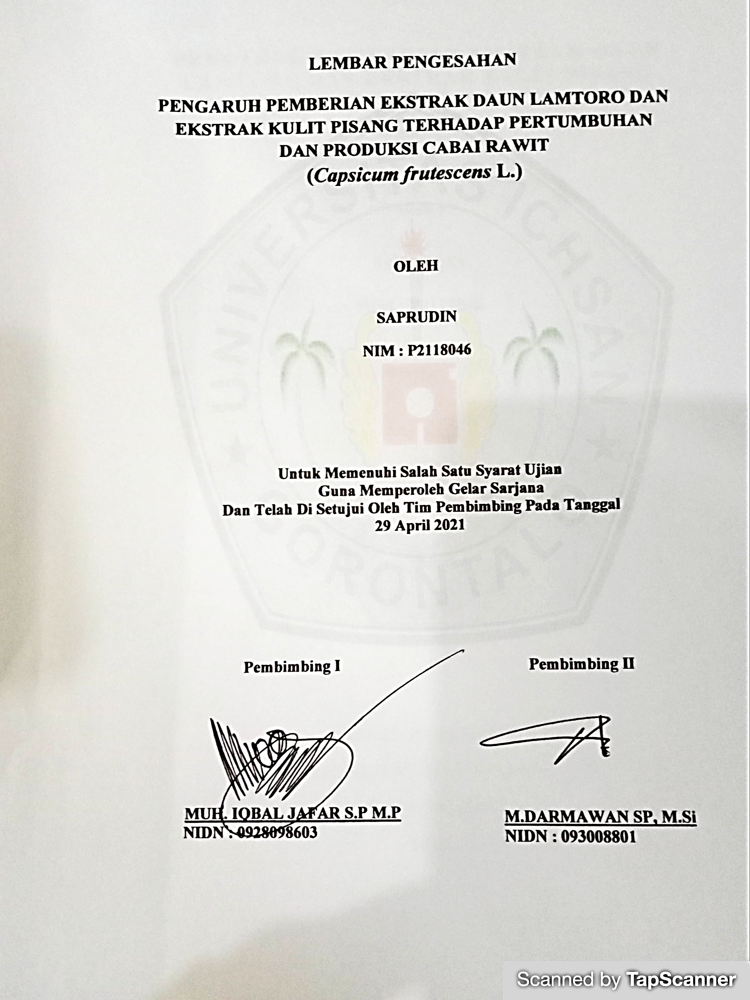 LEMBAR PENGESAHAN
PENGARUH PEMBERIAN EKSTRAK DAUN LAMTORO DAN
EKSTRAK KULIT PISANG TERHADAP PERTUMBUHAN
DAN PRODUKSI CABAI RAWIT
(Capsicum frutescens L.)
UNIVERSITAS ICHSAN
OLEH
SAPRUDIN
NIM : P2118046
Untuk Memenuhi Salah Satu Syarat Ujian
Guna Memperoleh Gelar Sarjana
Dan Telah Di Setujui Oleh Tim Pembimbing Pada Tanggal
29 April 2021
GORONTALO
Pembimbing I
Pembimbing II
MUH. IQBAL JAFAR S.P M.P
NIDN : 0928098603
M.DARMAWAN SP, M.Si
NIDN : 093008801
Scanned by TapScanner